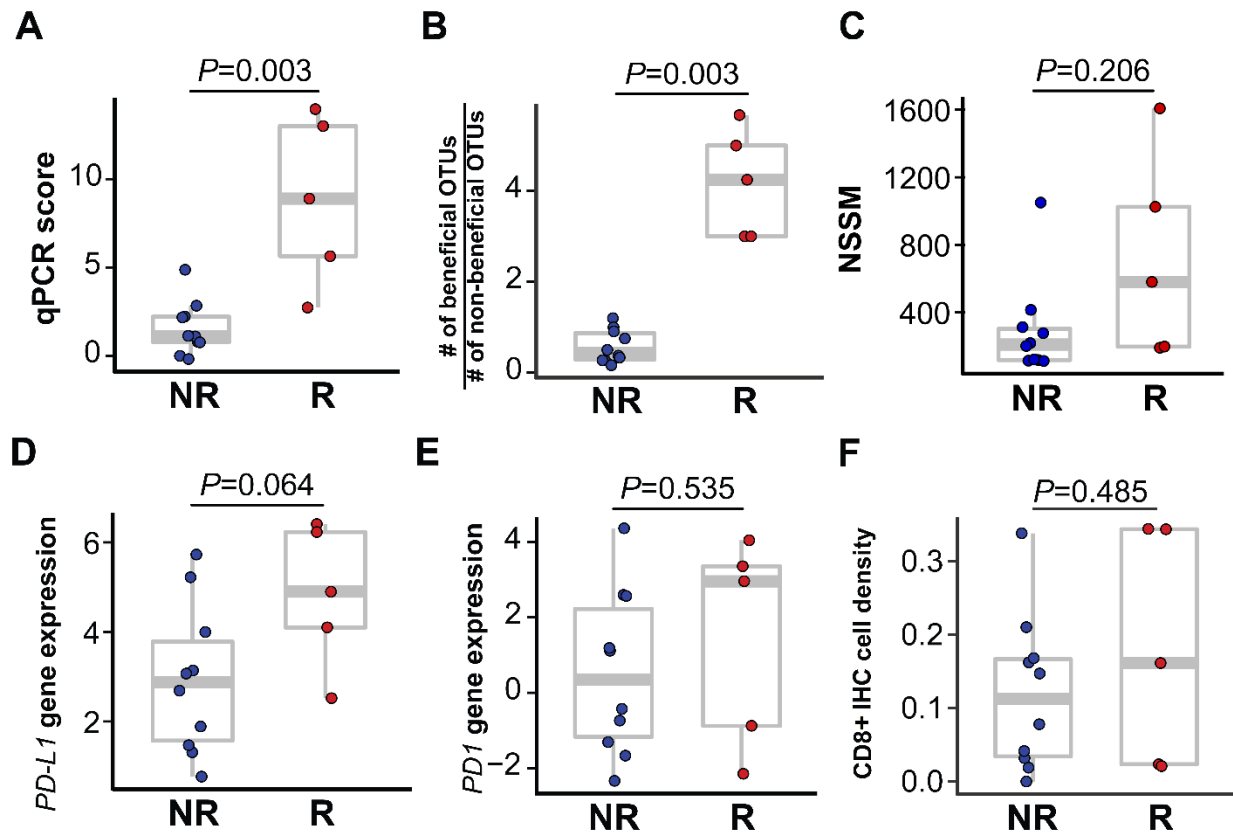 A
P=0.003
qPCR score
10
5
0
NR
R
B
P=0.003
# of beneficial OTUs
# of non-beneficial OTUs
4
2
0
NR
R
C
P=0.206
NSSM
1600
1200
800
400
NR
R
D
P=0.064
PD-L1 gene expression
6
4
2
NR
R
E
P=0.535
PD1 gene expression
4
2
0
−2
NR
R
F
P=0.485
CD8+ IHC cell density
0.3
0.2
0.1
0.0
NR
R